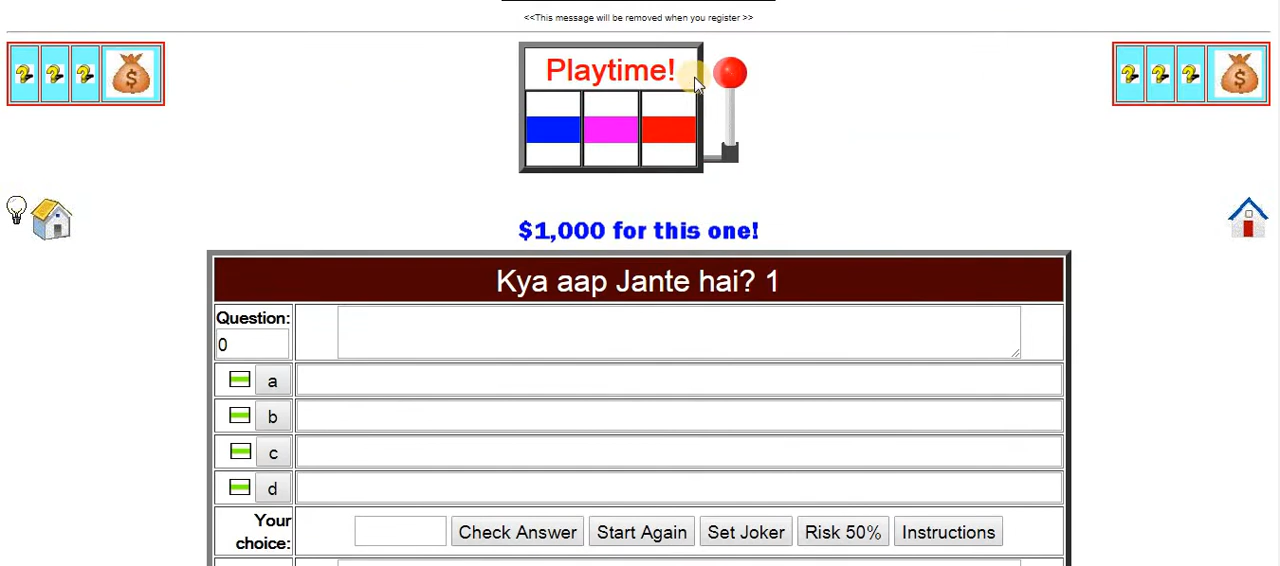 <<This message will be removed when you register >>
Playtime!
$1,000 for this one!
Kya aap Jante hai? 1
Question:
0
a
b
c
d
Your choice:
Check Answer Start Again Set Joker Risk 50% Instructions